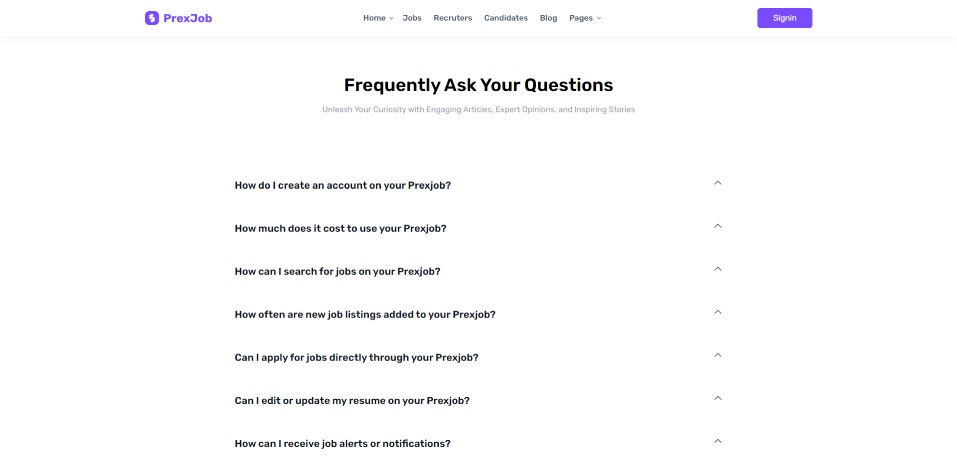 PrexJob
Home Jobs Recruters Candidates Blog Pages
Signin
Frequently Ask Your Questions
Unleash Your Curiosity with Engaging Articles, Expert Opinions, and Inspiring Stories
How do I create an account on your Prexjob?
How much does it cost to use your Prexjob?
How can I search for jobs on your Prexjob?
How often are new job listings added to your Prexjob?
Can I apply for jobs directly through your Prexjob?
Can I edit or update my resume on your Prexjob?
How can I receive job alerts or notifications?